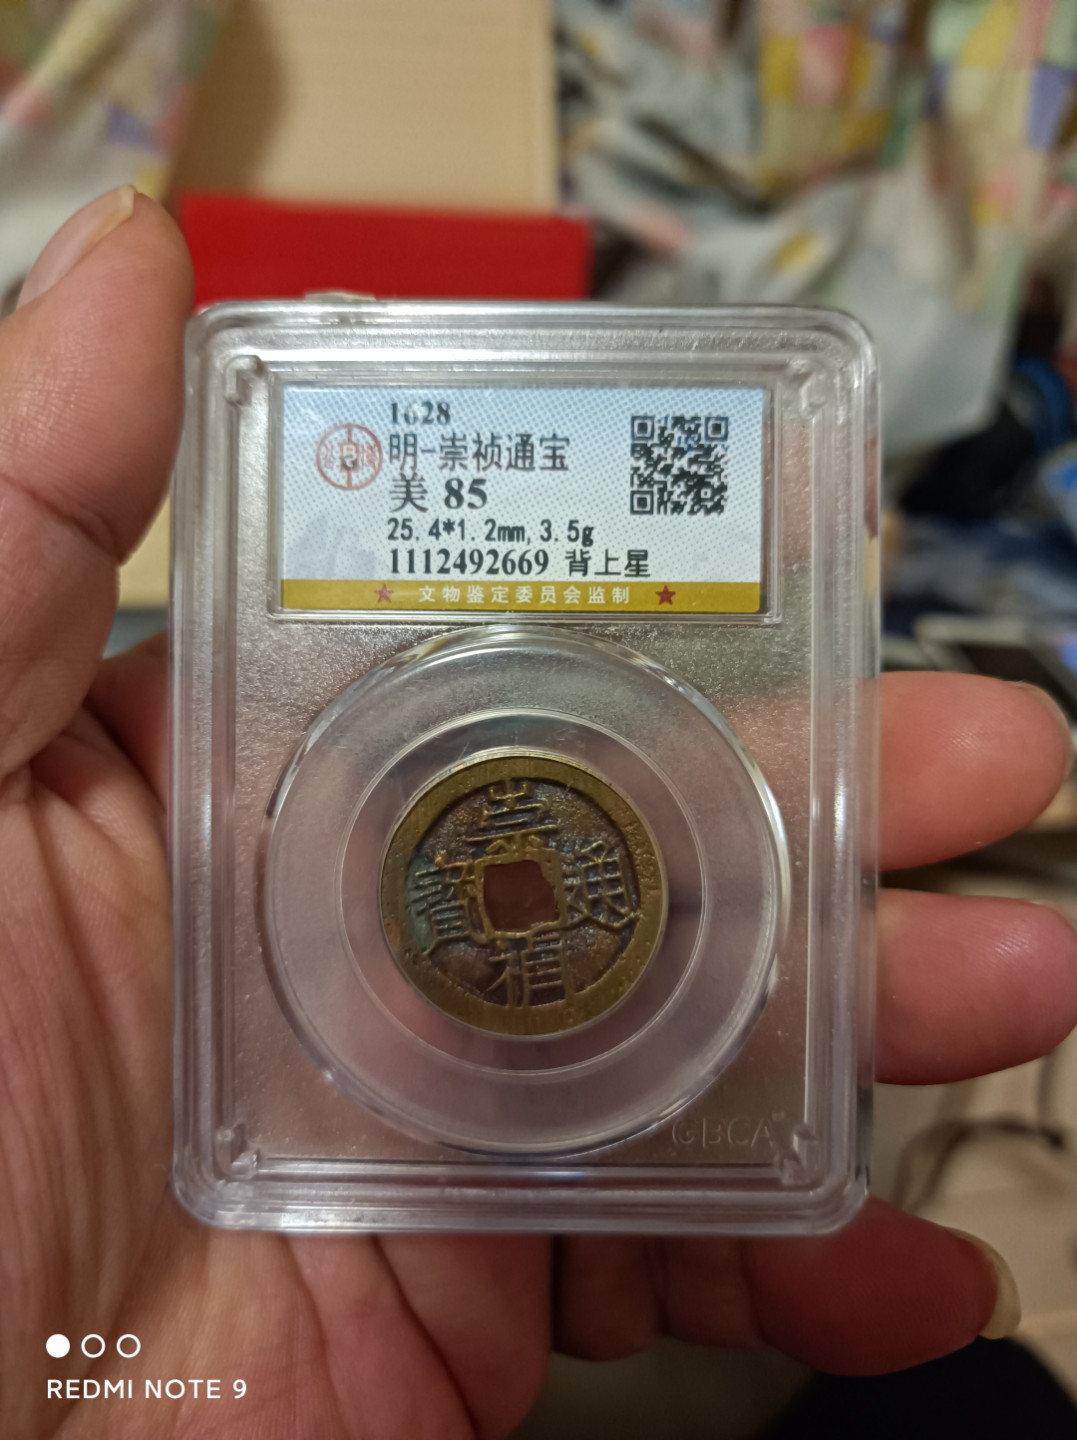 1628
明-崇祯通宝
美 85
25.4*1.2mm, 3.5g
1112492669 背上星
★ 文物鉴定委员会监制 ★
崇
寶 通
禎
GBCA
REDMI NOTE 9